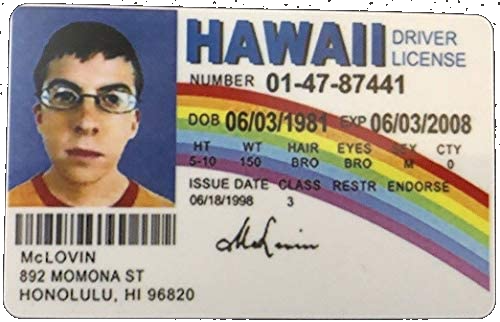 HAWAII DRIVER LICENSE
NUMBER 01-47-87441
DOB 06/03/1981 EXP 06/03/2008
HT WT HAIR EYES SEX CTY
5-10 150 BRO BRO M 0
ISSUE DATE CLASS RESTR ENDORSE
06/18/1998 3
McLovin
McLOVIN
892 MOMONA ST
HONOLULU, HI 96820